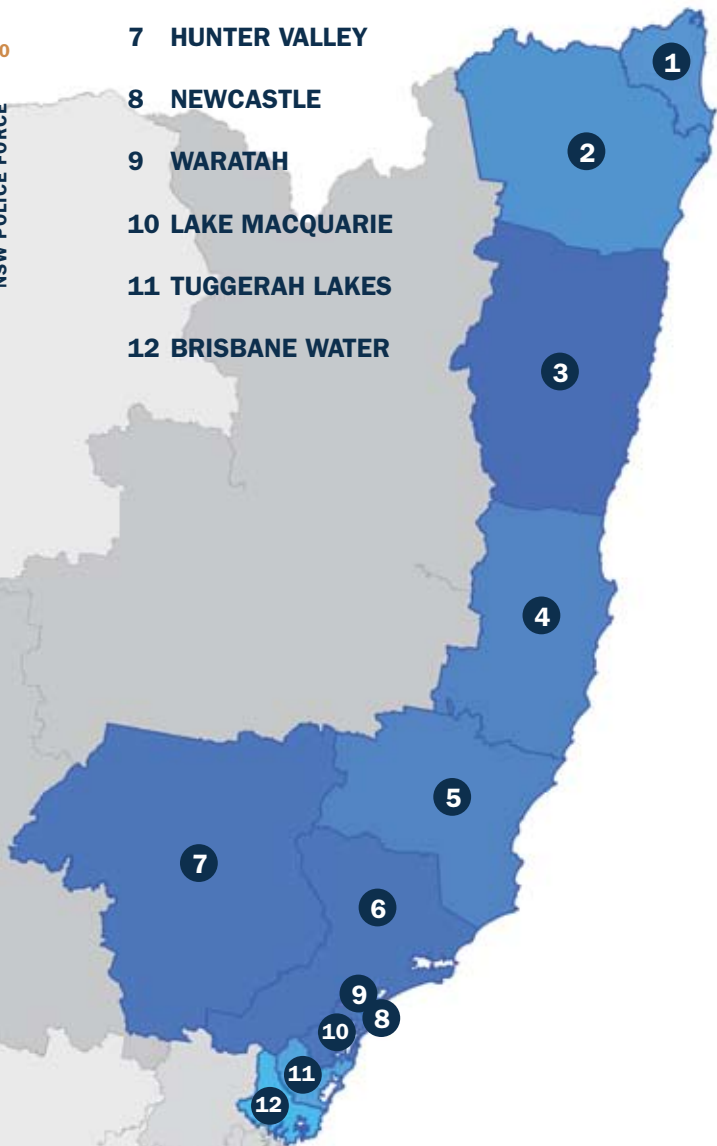 0
NSW POLICE FORCE
7 HUNTER VALLEY
8 NEWCASTLE
9 WARATAH
10 LAKE MACQUARIE
11 TUGGERAH LAKES
12 BRISBANE WATER
1
2
3
4
5
7
6
9
8
10
11
12